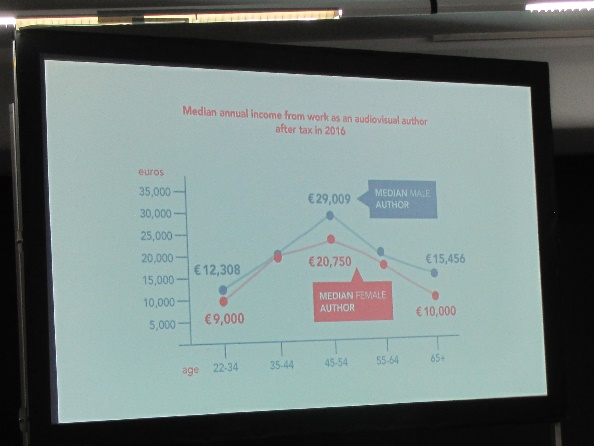 Median annual income from work as an audiovisual author
after tax in 2016
euros
35,000
30,000
25,000
20,000
15,000
10,000
5,000
€29,009
MEDIAN MALE
AUTHOR
€12,308
€20,750
€15,456
MEDIAN FEMALE
AUTHOR
€9,000
€10,000
age
22-34
35-44
45-54
55-64
65+